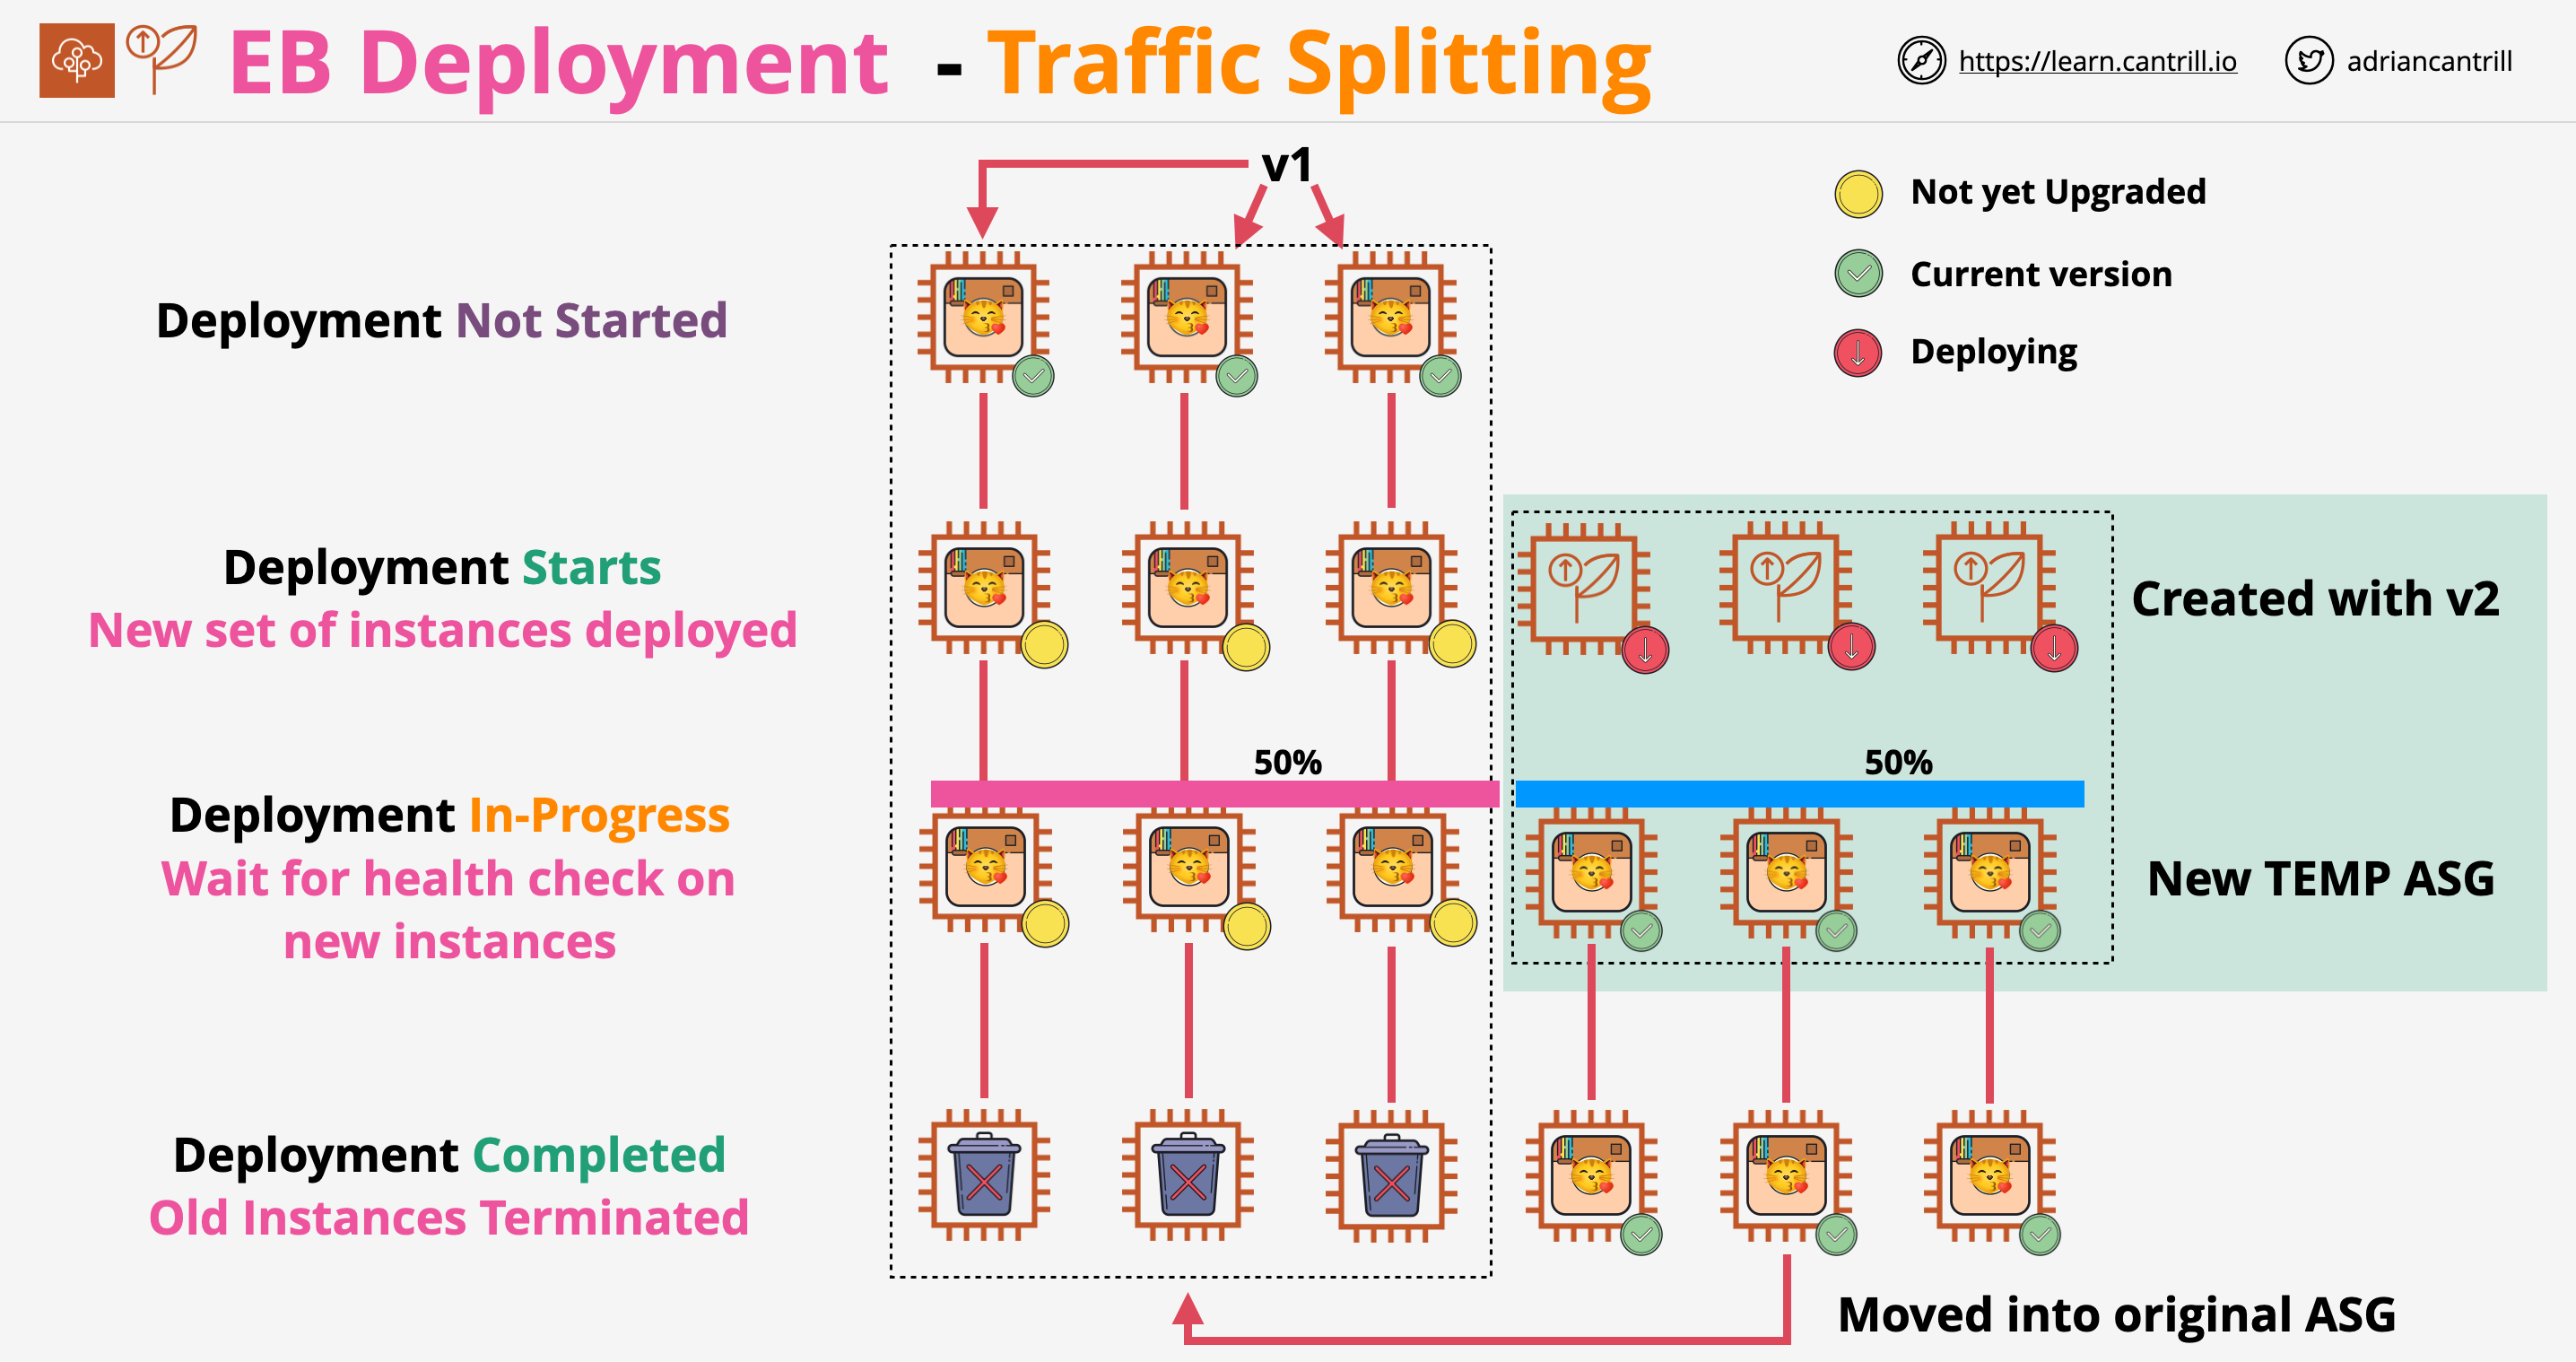 EB Deployment - Traffic Splitting
https://learn.cantrill.io
adriancantrill
v1
Not yet Upgraded
Current version
Deploying
Deployment Not Started
Deployment Starts
New set of instances deployed
Created with v2
50%
50%
Deployment In-Progress
Wait for health check on
new instances
New TEMP ASG
Deployment Completed
Old Instances Terminated
Moved into original ASG